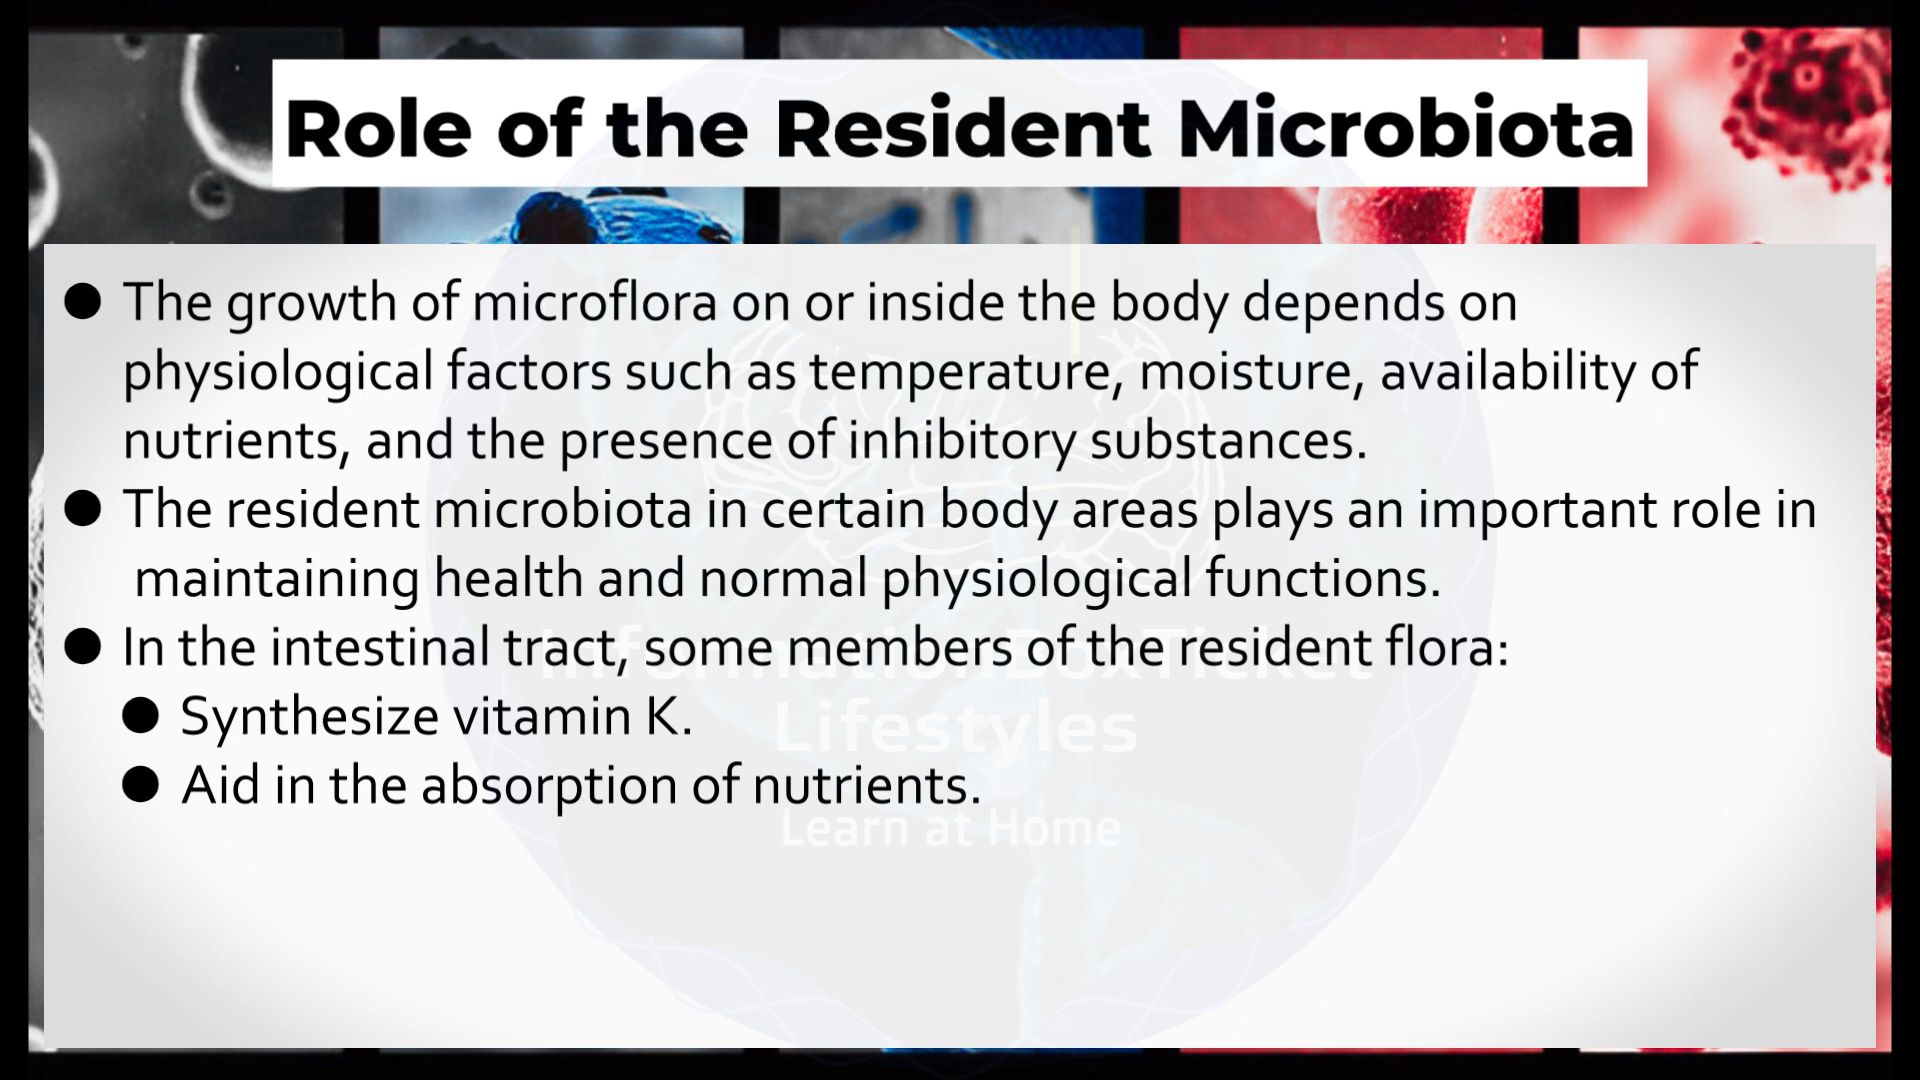 Role of the Resident Microbiota
● The growth of microflora on or inside the body depends on
physiological factors such as temperature, moisture, availability of
nutrients, and the presence of inhibitory substances.
● The resident microbiota in certain body areas plays an important role in
maintaining health and normal physiological functions.
● In the intestinal tract, some members of the resident flora:
● Synthesize vitamin K.
● Aid in the absorption of nutrients.
InformationBoxTicket
Lifestyles
Learn at Home